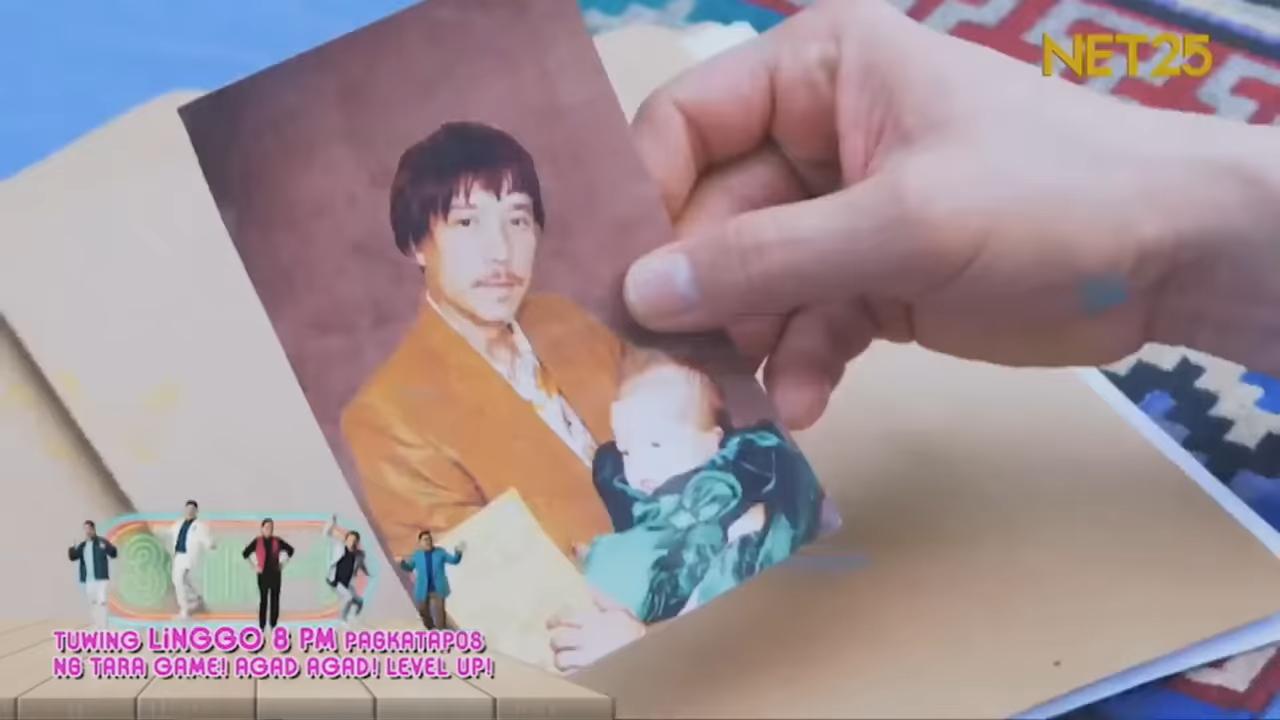 NET25
TUWING LINGGO 8 PM PAGKATAPOS
NG TARA GAME! AGAD AGAD! LEVEL UP!